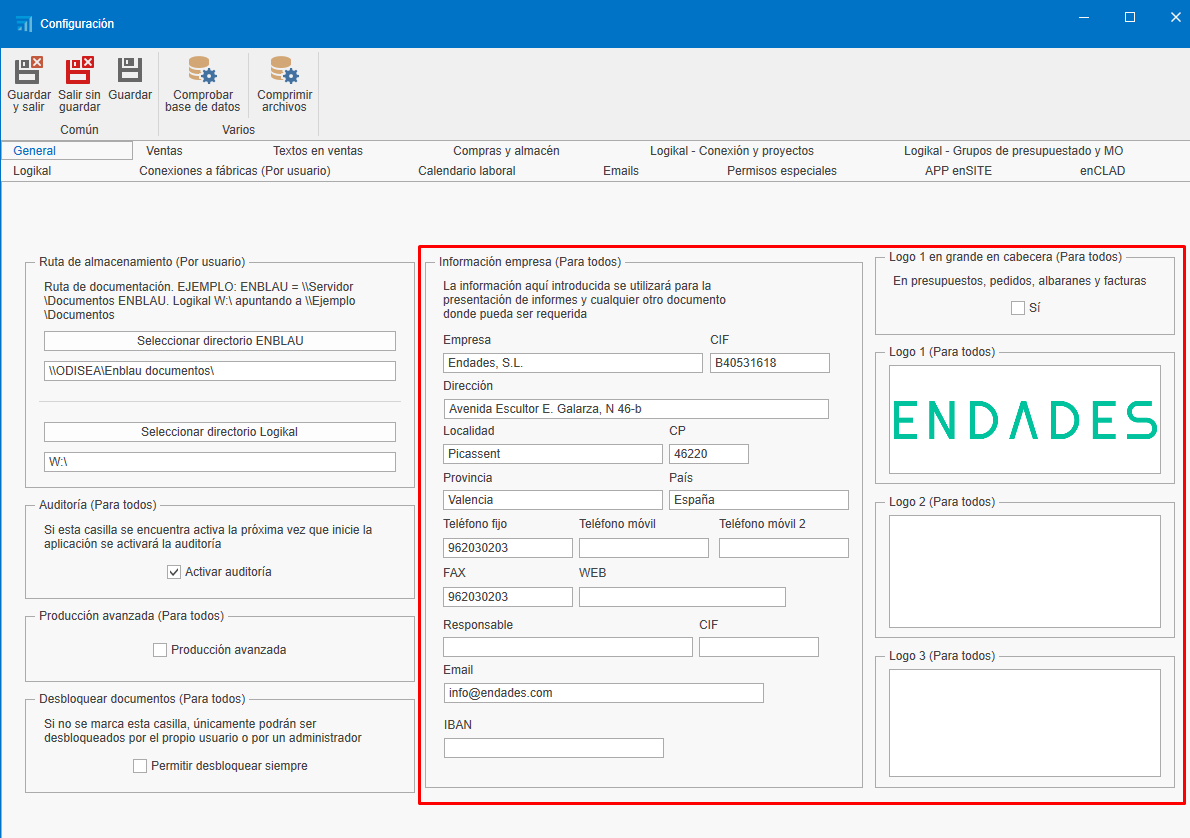 Configuración
Guardar
y salir
Salir sin
guardar
Guardar
Común
Comprobar
base de datos
Comprimir
archivos
Varios
General
Ventas
Textos en ventas
Compras y almacén
Logikal - Conexión y proyectos
Logikal - Grupos de presupuestado y MO
Logikal
Conexiones a fábricas (Por usuario)
Calendario laboral
Emails
Permisos especiales
APP enSITE
enCLAD
Ruta de almacenamiento (Por usuario)
Ruta de documentación. EJEMPLO: ENBLAU = \\Servidor
\Documentos ENBLAU. Logikal W:\ apuntando a \\Ejemplo
\Documentos
Seleccionar directorio ENBLAU
\\ODISEA\Enblau documentos\
Seleccionar directorio Logikal
W:\
Auditoría (Para todos)
Si esta casilla se encuentra activa la próxima vez que inicie la
aplicación se activará la auditoría
Activar auditoría
Producción avanzada (Para todos)
Producción avanzada
Desbloquear documentos (Para todos)
Si no se marca esta casilla, únicamente podrán ser
desbloqueados por el propio usuario o por un administrador
Permitir desbloquear siempre
Información empresa (Para todos)
La información aquí introducida se utilizará para la
presentación de informes y cualquier otro documento
donde pueda ser requerida
Empresa
CIF
Endades, S.L.
B40531618
Dirección
Avenida Escultor E. Galarza, N 46-b
Localidad
CP
Picassent
46220
Provincia
País
Valencia
España
Teléfono fijo
Teléfono móvil
Teléfono móvil 2
962030203
FAX
WEB
962030203
Responsable
CIF
Email
info@endades.com
IBAN
Logo 1 en grande en cabecera (Para todos)
En presupuestos, pedidos, albaranes y facturas
Sí
Logo 1 (Para todos)
ENDADES
Logo 2 (Para todos)
Logo 3 (Para todos)